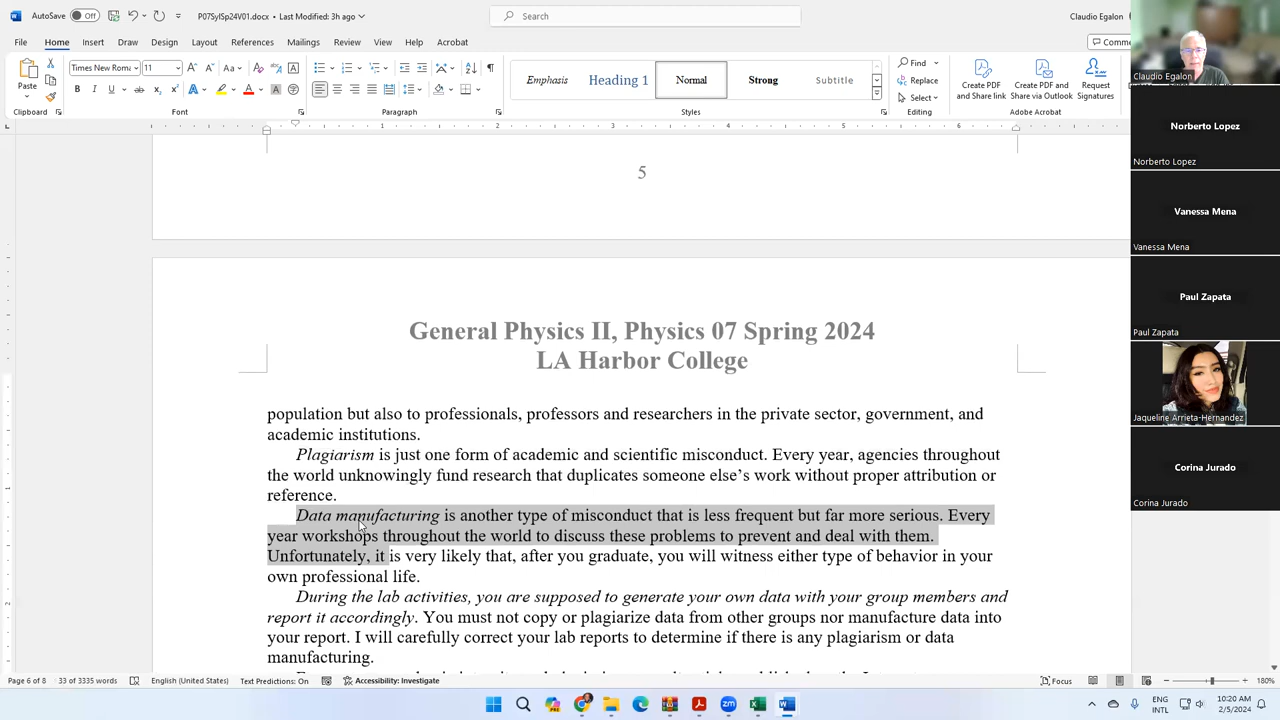 AutoSave Off P07SylSp24V01.docx • Last Modified: 3h ago Search Claudio Egalon
File Home Insert Draw Design Layout References Mailings Review View Help Acrobat
Times New Roma 11 Emphasis Heading 1 Normal Strong Subtitle Find Replace Select
Paste Create PDF and Share link Create PDF and Share via Outlook Request Signatures
Clipboard Font Paragraph Styles Editing Adobe Acrobat
5
General Physics II, Physics 07 Spring 2024
LA Harbor College
population but also to professionals, professors and researchers in the private sector, government, and
academic institutions.
Plagiarism is just one form of academic and scientific misconduct. Every year, agencies throughout
the world unknowingly fund research that duplicates someone else's work without proper attribution or
reference.
Data manufacturing is another type of misconduct that is less frequent but far more serious. Every
year workshops throughout the world to discuss these problems to prevent and deal with them.
Unfortunately, it is very likely that, after you graduate, you will witness either type of behavior in your
own professional life.
During the lab activities, you are supposed to generate your own data with your group members and
report it accordingly. You must not copy or plagiarize data from other groups nor manufacture data into
your report. I will carefully correct your lab reports to determine if there is any plagiarism or data
manufacturing.
Page 6 of 8 33 of 3335 words English (United States) Text Predictions: On Accessibility: Investigate Focus 180%
ENG
INTL
10:20 AM
2/5/2024
Claudio Egalon
Norberto Lopez
Norberto Lopez
Vanessa Mena
Vanessa Mena
Paul Zapata
Paul Zapata
Jaqueline Arrieta-Hernandez
Corina Jurado
Corina Jurado